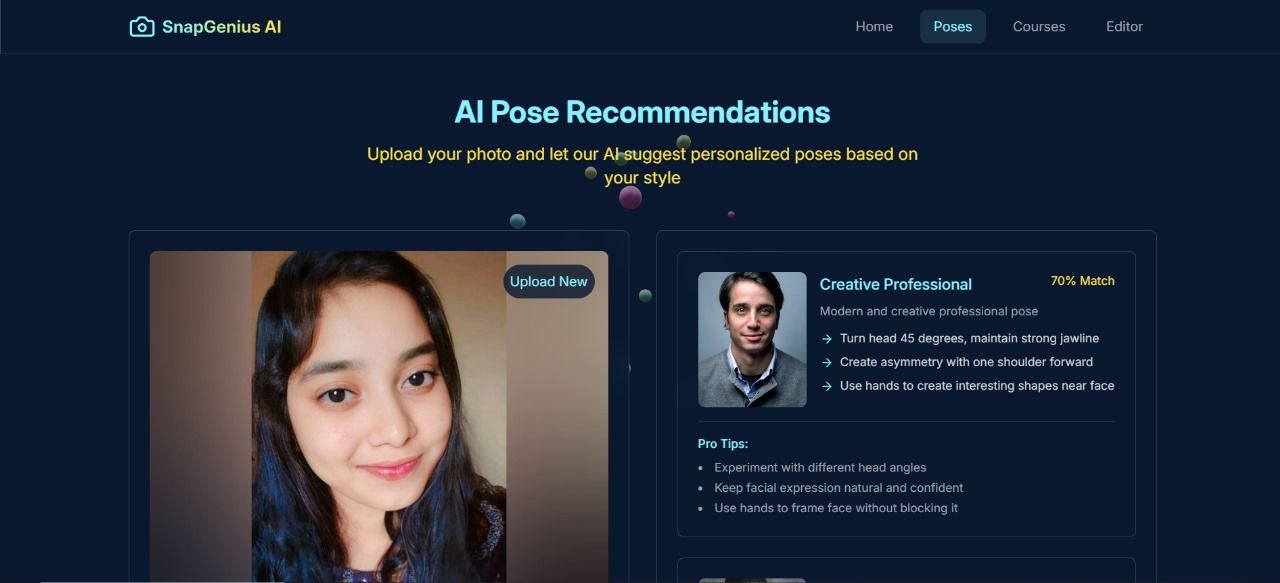 SnapGenius AI
Home
Poses
Courses
Editor
AI Pose Recommendations
Upload your photo and let our AI suggest personalized poses based on
your style
Upload New
Creative Professional
70% Match
Modern and creative professional pose
→ Turn head 45 degrees, maintain strong jawline
→ Create asymmetry with one shoulder forward
→ Use hands to create interesting shapes near face
Pro Tips:
• Experiment with different head angles
• Keep facial expression natural and confident
• Use hands to frame face without blocking it